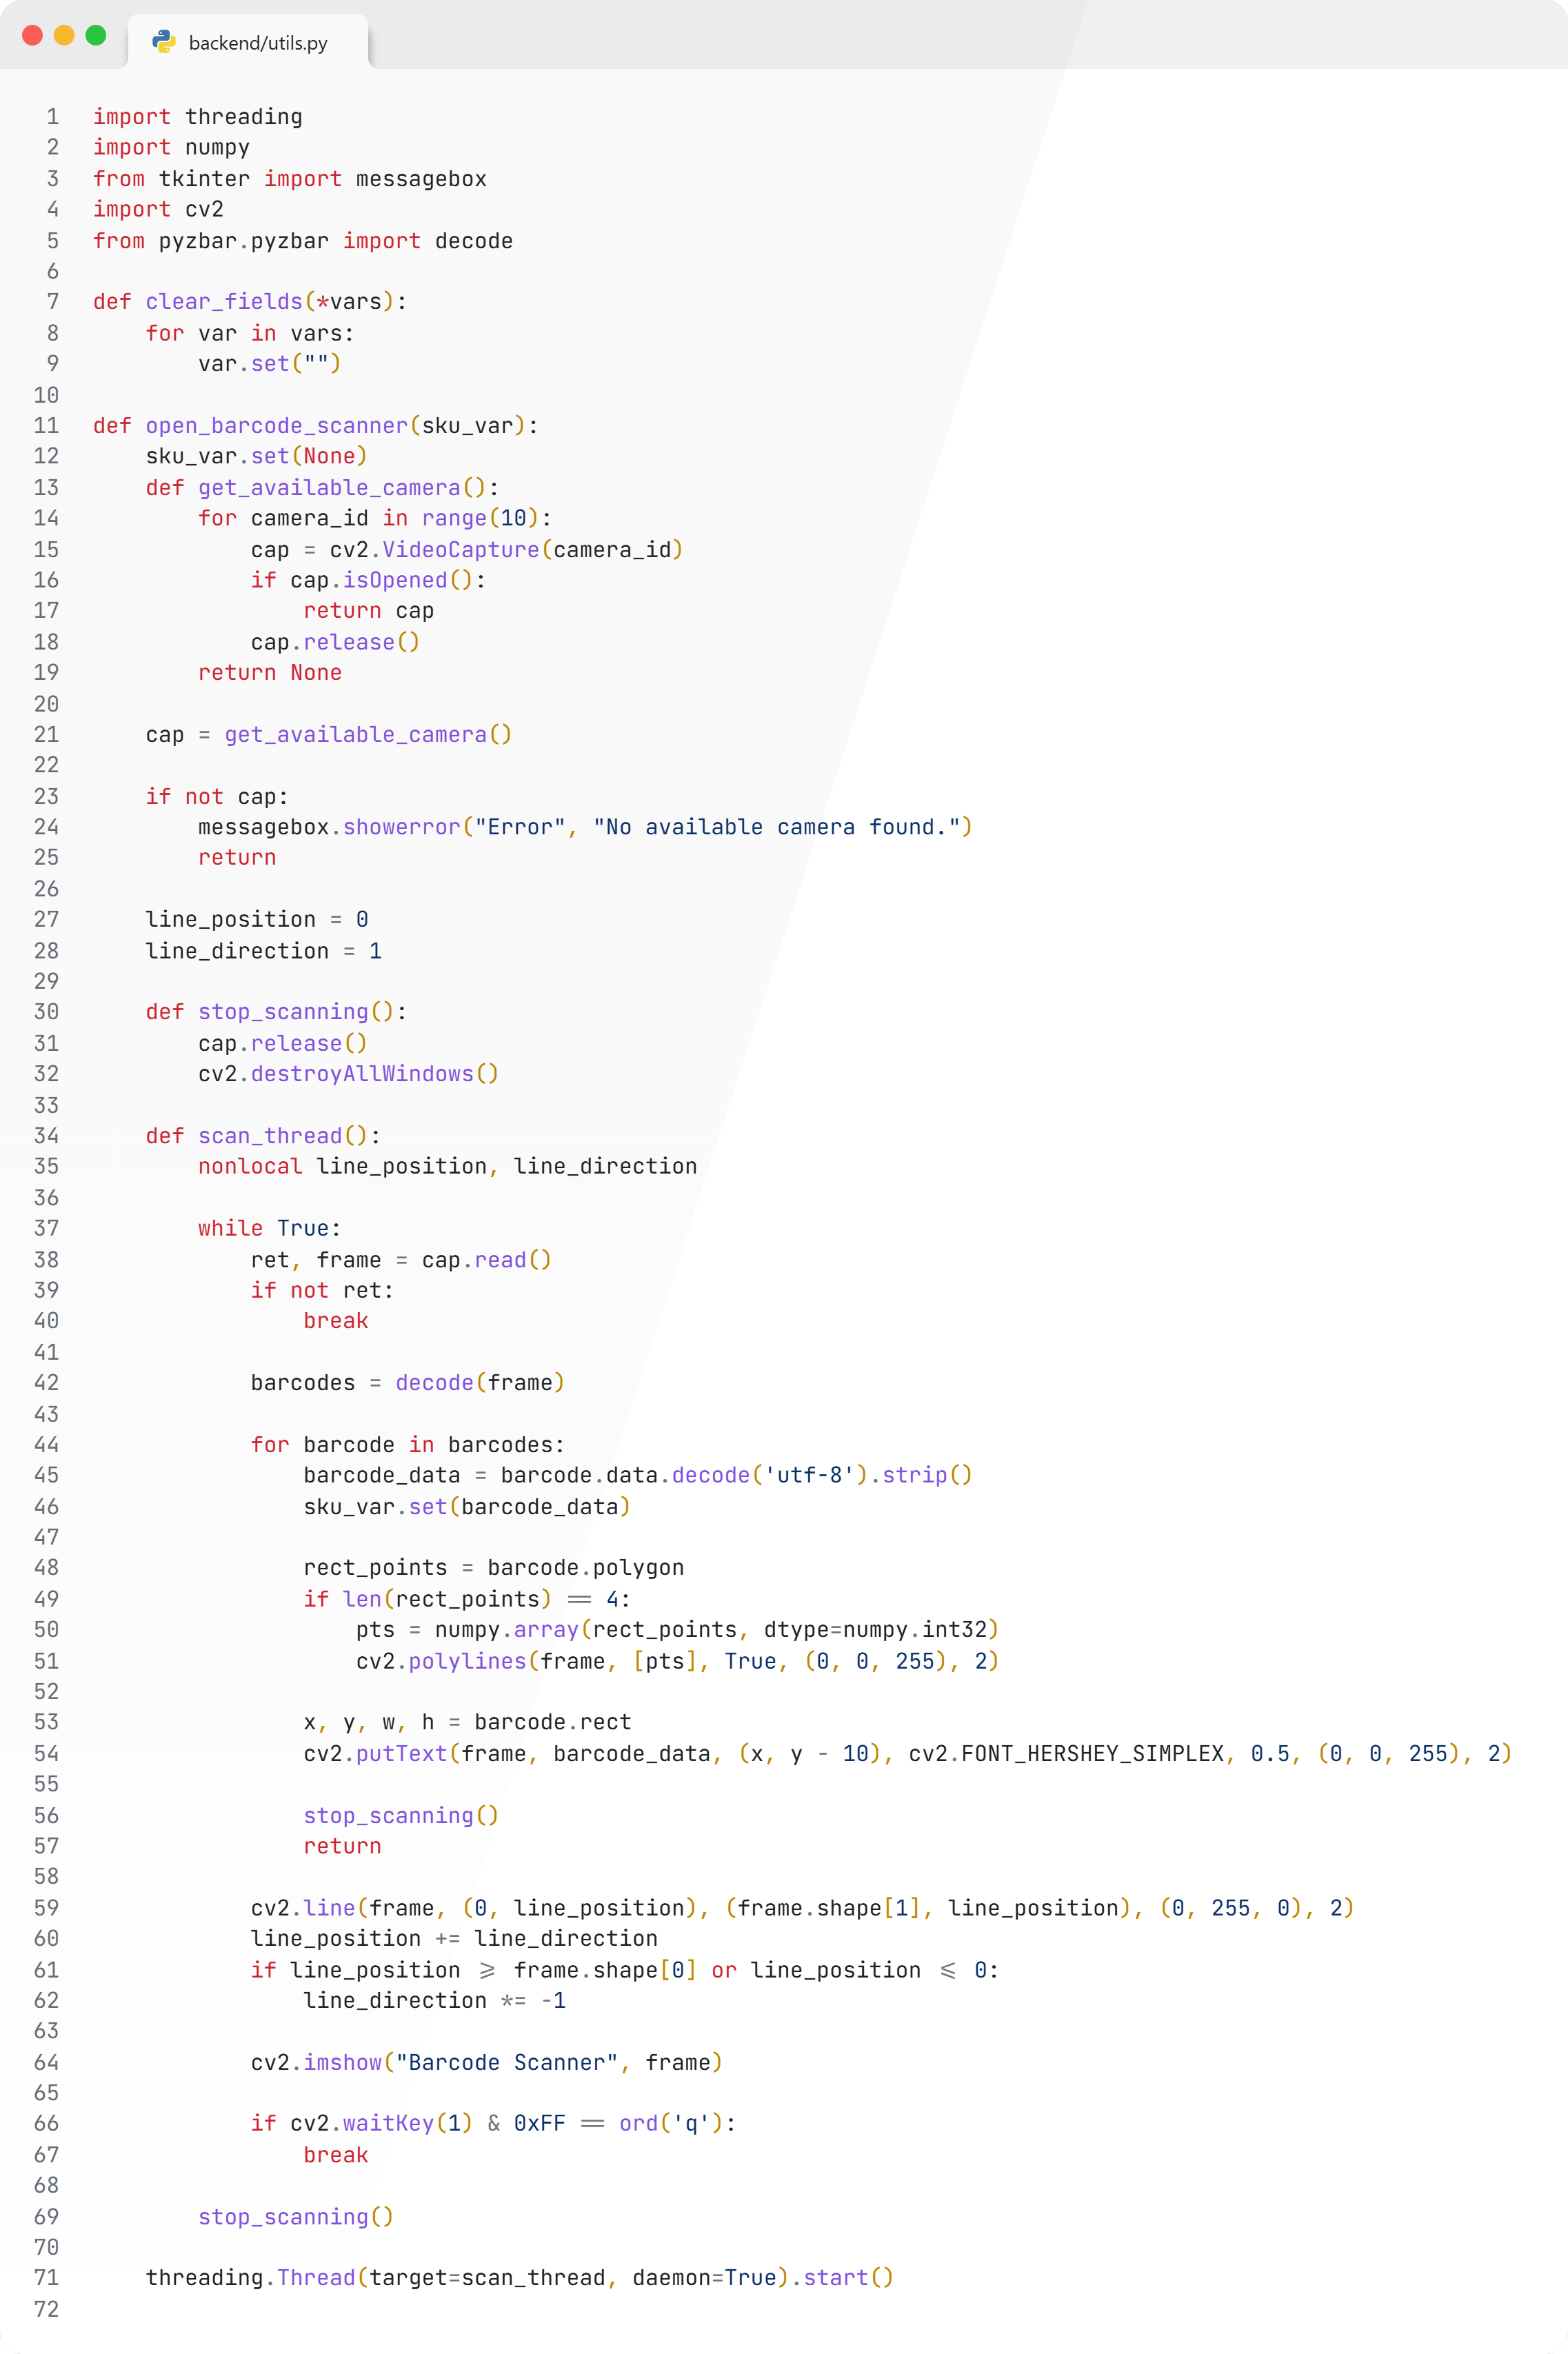 backend/utils.py
1 import threading
2 import numpy
3 from tkinter import messagebox
4 import cv2
5 from pyzbar.pyzbar import decode
6
7 def clear_fields(*vars):
8     for var in vars:
9         var.set("")
10
11 def open_barcode_scanner(sku_var):
12     sku_var.set(None)
13     def get_available_camera():
14         for camera_id in range(10):
15             cap = cv2.VideoCapture(camera_id)
16             if cap.isOpened():
17                 return cap
18             cap.release()
19         return None
20
21     cap = get_available_camera()
22
23     if not cap:
24         messagebox.showerror("Error", "No available camera found.")
25         return
26
27     line_position = 0
28     line_direction = 1
29
30     def stop_scanning():
31         cap.release()
32         cv2.destroyAllWindows()
33
34     def scan_thread():
35         nonlocal line_position, line_direction
36
37         while True:
38             ret, frame = cap.read()
39             if not ret:
40                 break
41
42             barcodes = decode(frame)
43
44             for barcode in barcodes:
45                 barcode_data = barcode.data.decode('utf-8').strip()
46                 sku_var.set(barcode_data)
47
48                 rect_points = barcode.polygon
49                 if len(rect_points) == 4:
50                     pts = numpy.array(rect_points, dtype=numpy.int32)
51                     cv2.polylines(frame, [pts], True, (0, 0, 255), 2)
52
53                 x, y, w, h = barcode.rect
54                 cv2.putText(frame, barcode_data, (x, y - 10), cv2.FONT_HERSHEY_SIMPLEX, 0.5, (0, 0, 255), 2)
55
56                 stop_scanning()
57                 return
58
59             cv2.line(frame, (0, line_position), (frame.shape[1], line_position), (0, 255, 0), 2)
60             line_position += line_direction
61             if line_position >= frame.shape[0] or line_position <= 0:
62                 line_direction *= -1
63
64             cv2.imshow("Barcode Scanner", frame)
65
66             if cv2.waitKey(1) & 0xFF == ord('q'):
67                 break
68
69         stop_scanning()
70
71     threading.Thread(target=scan_thread, daemon=True).start()
72